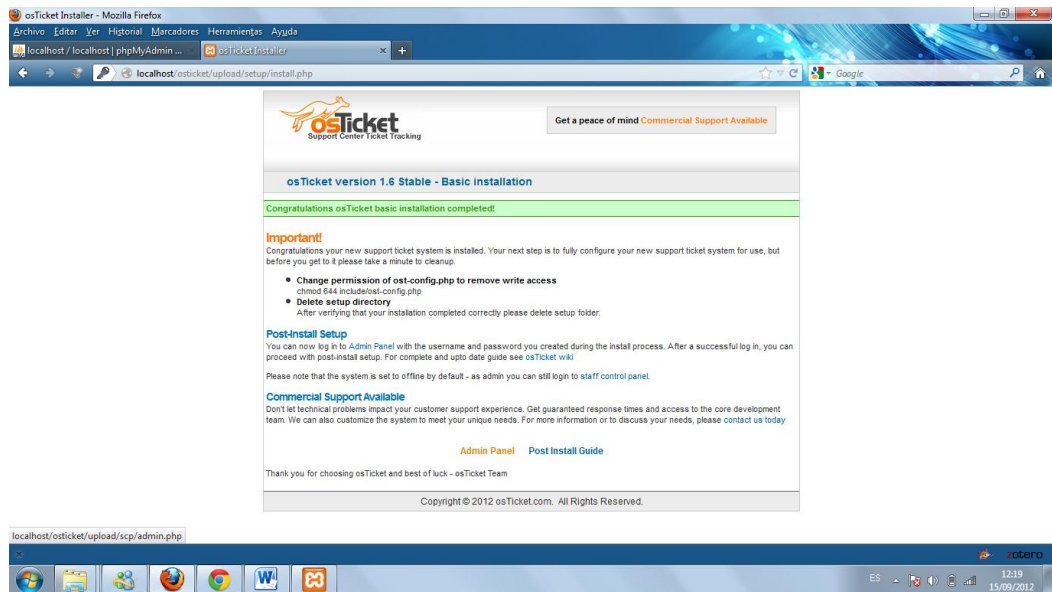 osTicket Installer - Mozilla Firefox
Archivo Editar Ver Historial Marcadores Herramientas Ayuda
localhost / localhost | phpMyAdmin ...
osTicket Installer
localhost/osticket/upload/setup/install.php
Google
osTicket
Support Center Ticket Tracking
Get a peace of mind Commercial Support Available
osTicket version 1.6 Stable - Basic installation
Congratulations osTicket basic installation completed!
Important!
Congratulations your new support ticket system is installed. Your next step is to fully configure your new support ticket system for use, but
before you get to it please take a minute to cleanup.
Change permission of ost-config.php to remove write access
chmod 644 include/ost-config.php
Delete setup directory
After verifying that your installation completed correctly please delete setup folder.
Post-Install Setup
You can now log in to Admin Panel with the username and password you created during the install process. After a successful log in, you can
proceed with post-install setup. For complete and upto date guide see osTicket wiki
Please note that the system is set to offline by default - as admin you can still login to staff control panel.
Commercial Support Available
Don't let technical problems impact your customer support experience. Get guaranteed response times and access to the core development
team. We can also customize the system to meet your unique needs. For more information or to discuss your needs, please contact us today
Admin Panel Post Install Guide
Thank you for choosing osTicket and best of luck - osTicket Team
Copyright © 2012 osTicket.com. All Rights Reserved.
localhost/osticket/upload/scp/admin.php
zotero
ES
12:19
15/09/2012